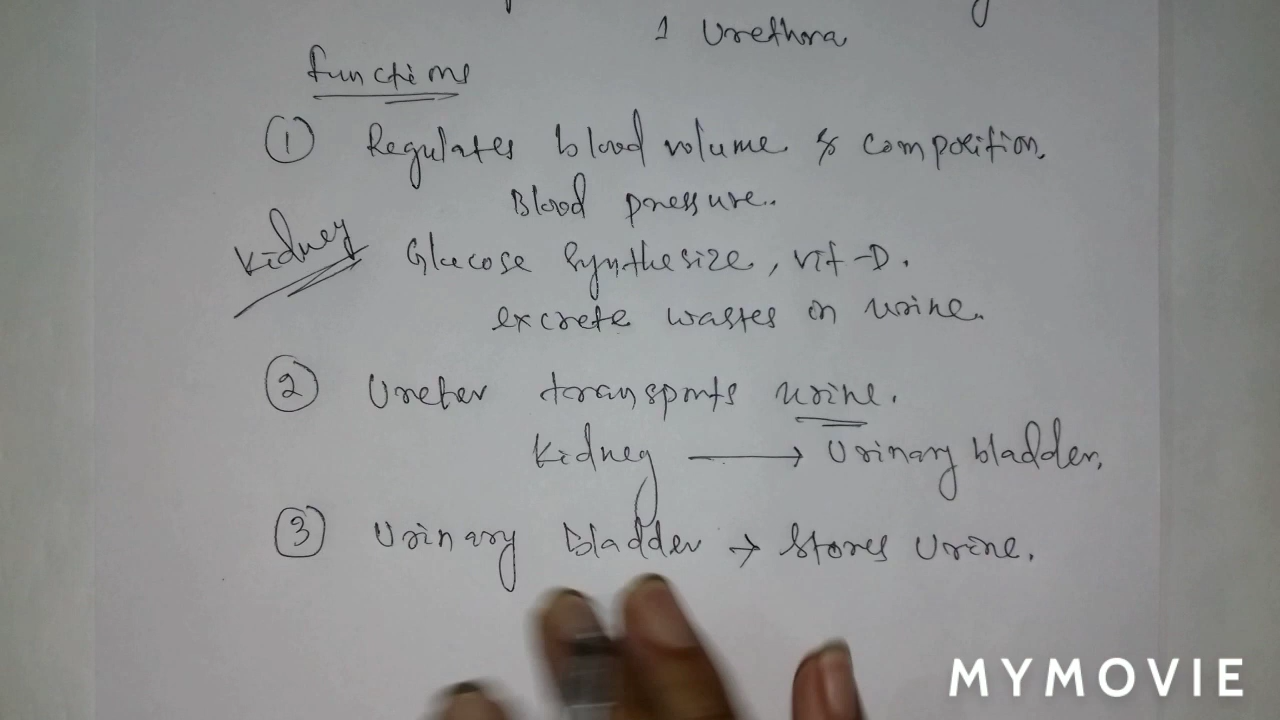 1 Urethra
functions
① Regulates blood volume & composition.
Blood pressure..
Kidney Glucose Synthesize, vit-D.
excrete wastes in urine.
② Ureter transports urine.
Kidney → Urinary bladder.
③ Urinary Bladder → Stores Urine.
MYMOVIE